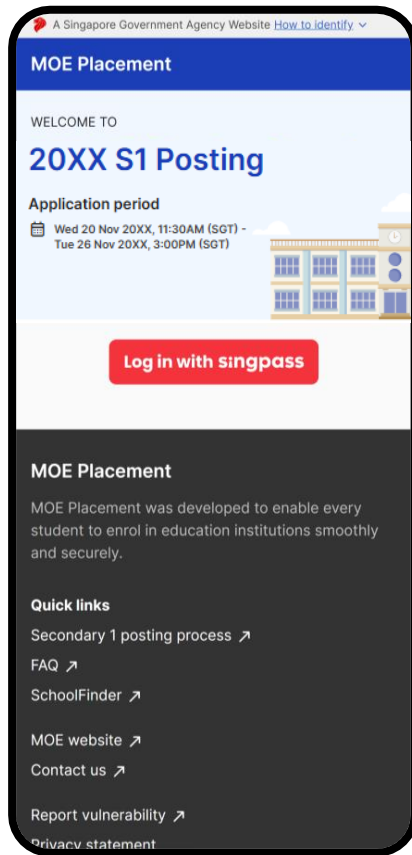 A Singapore Government Agency Website How to identify
MOE Placement
WELCOME TO
20XX S1 Posting
Application period
Wed 20 Nov 20XX, 11:30AM (SGT) -
Tue 26 Nov 20XX, 3:00PM (SGT)
Log in with singpass
MOE Placement
MOE Placement was developed to enable every
student to enrol in education institutions smoothly
and securely.
Quick links
Secondary 1 posting process
FAQ
SchoolFinder
MOE website
Contact us
Report vulnerability
Privacy statement